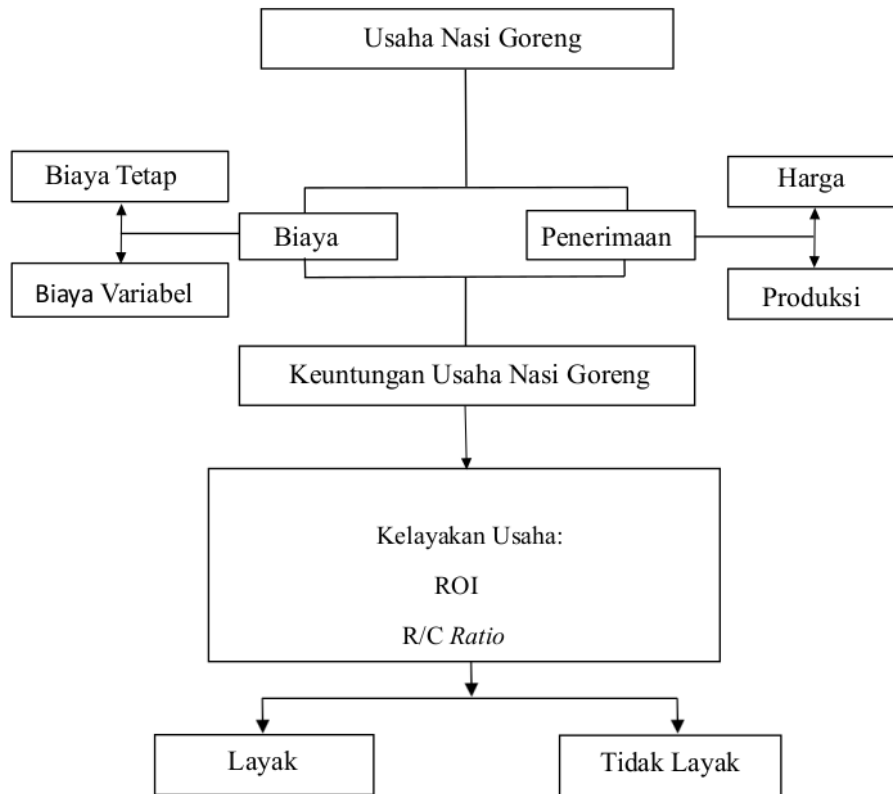 Usaha Nasi Goreng
Biaya Tetap
Harga
Biaya
Penerimaan
Biaya Variabel
Produksi
Keuntungan Usaha Nasi Goreng
Kelayakan Usaha:
ROI
R/C Ratio
Layak
Tidak Layak